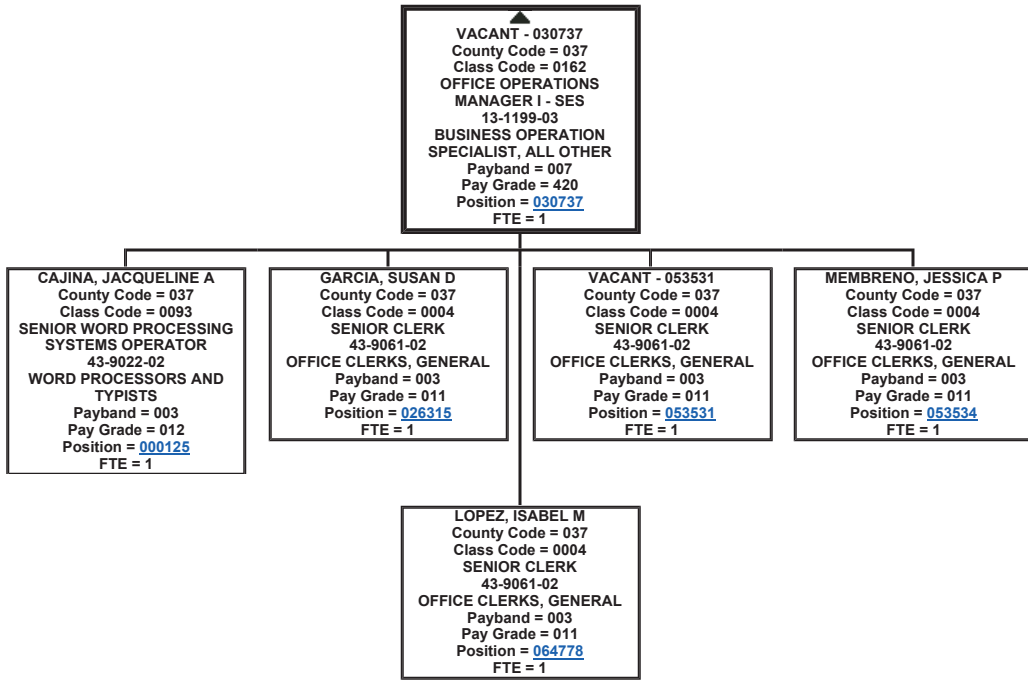 VACANT - 030737
County Code = 037
Class Code = 0162
OFFICE OPERATIONS
MANAGER I - SES
13-1199-03
BUSINESS OPERATION
SPECIALIST, ALL OTHER
Payband = 007
Pay Grade = 420
Position = 030737
FTE = 1
CAJINA, JACQUELINE A
County Code = 037
Class Code = 0093
SENIOR WORD PROCESSING
SYSTEMS OPERATOR
43-9022-02
WORD PROCESSORS AND
TYPISTS
Payband = 003
Pay Grade = 012
Position = 000125
FTE = 1
GARCIA, SUSAN D
County Code = 037
Class Code = 0004
SENIOR CLERK
43-9061-02
OFFICE CLERKS, GENERAL
Payband = 003
Pay Grade = 011
Position = 026315
FTE = 1
VACANT - 053531
County Code = 037
Class Code = 0004
SENIOR CLERK
43-9061-02
OFFICE CLERKS, GENERAL
Payband = 003
Pay Grade = 011
Position = 053531
FTE = 1
MEMBRENO, JESSICA P
County Code = 037
Class Code = 0004
SENIOR CLERK
43-9061-02
OFFICE CLERKS, GENERAL
Payband = 003
Pay Grade = 011
Position = 053534
FTE = 1
LOPEZ, ISABEL M
County Code = 037
Class Code = 0004
SENIOR CLERK
43-9061-02
OFFICE CLERKS, GENERAL
Payband = 003
Pay Grade = 011
Position = 064778
FTE = 1